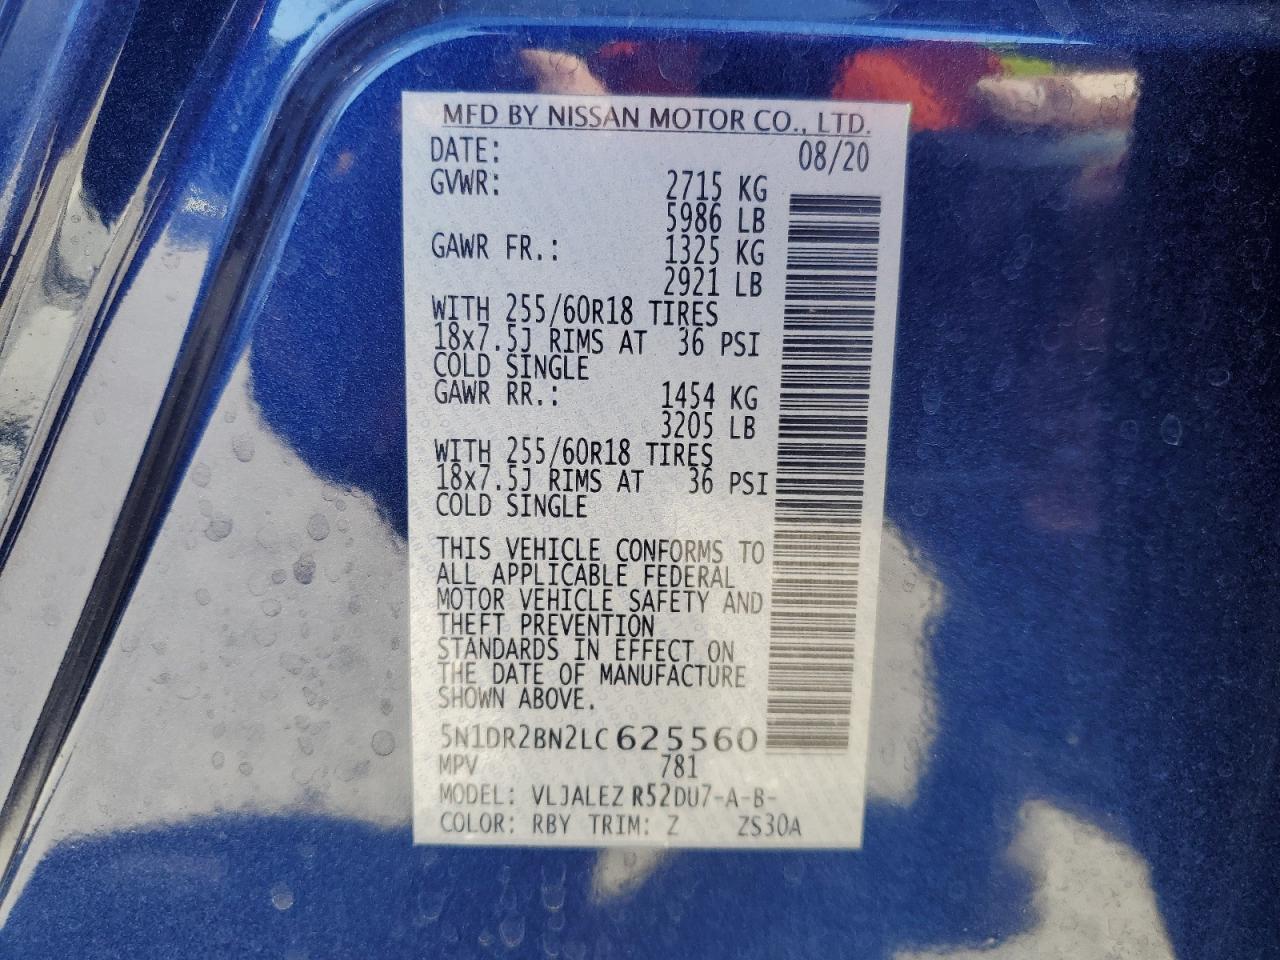 MFD BY NISSAN MOTOR CO., LTD.
DATE: 08/20
GVWR: 2715 KG
5986 LB
GAWR FR.: 1325 KG
2921 LB
WITH 255/60R18 TIRES
18x7.5J RIMS AT 36 PSI
COLD SINGLE
GAWR RR.: 1454 KG
3205 LB
WITH 255/60R18 TIRES
18x7.5J RIMS AT 36 PSI
COLD SINGLE
THIS VEHICLE CONFORMS TO
ALL APPLICABLE FEDERAL
MOTOR VEHICLE SAFETY AND
THEFT PREVENTION
STANDARDS IN EFFECT ON
THE DATE OF MANUFACTURE
SHOWN ABOVE.
5N1DR2BN2LC625560
MPV 781
MODEL: VLJALEZ R52DU7-A-B-
COLOR: RBY TRIM: Z ZS30A